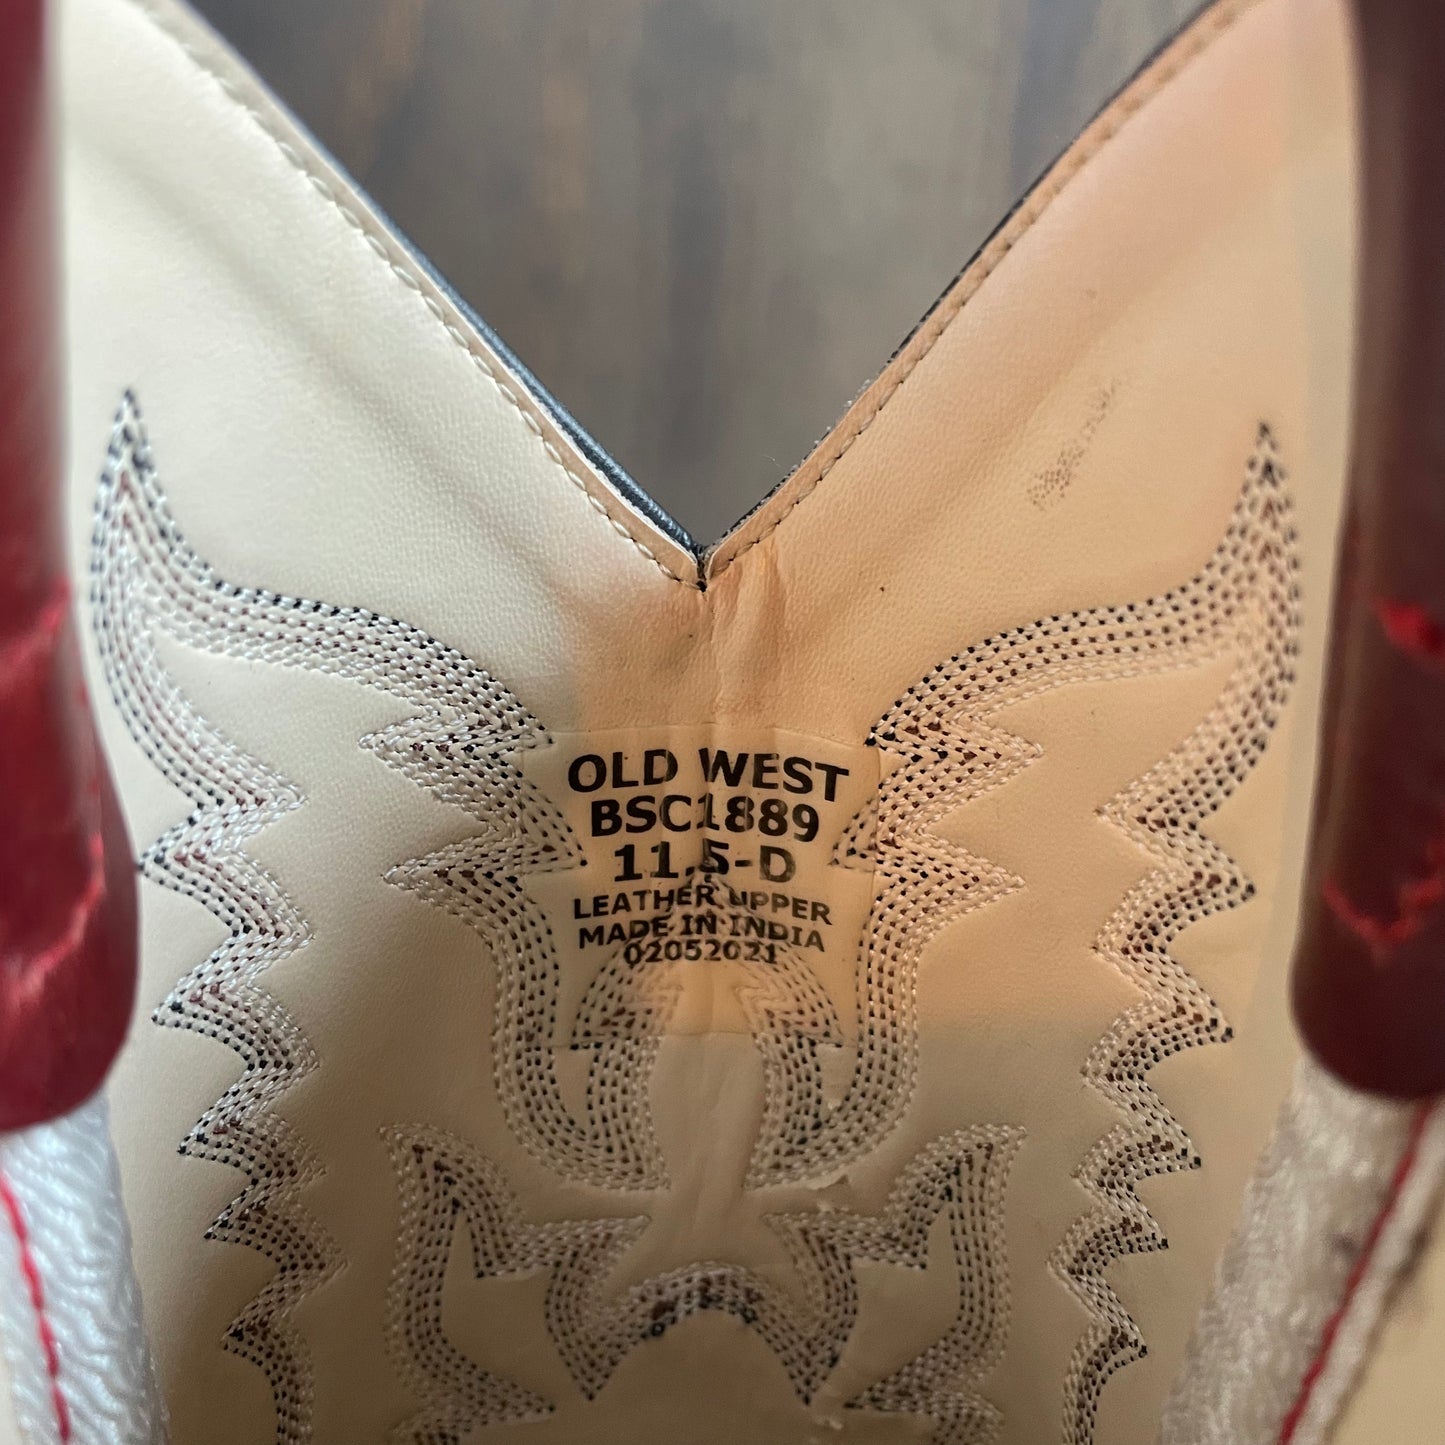 OLD WEST
BSC1889
11.5-D
LEATHER UPPER
MADE IN INDIA
02052021